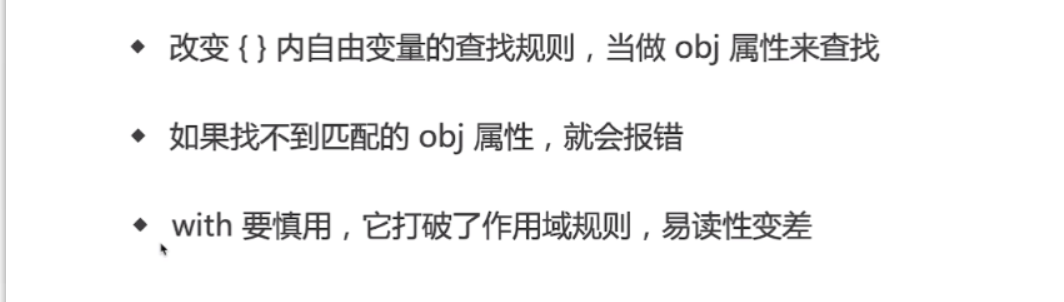 ◆ 改变 { } 内自由变量的查找规则，当做 obj 属性来查找
◆ 如果找不到匹配的 obj 属性，就会报错
◆ with 要慎用，它打破了作用域规则，易读性变差